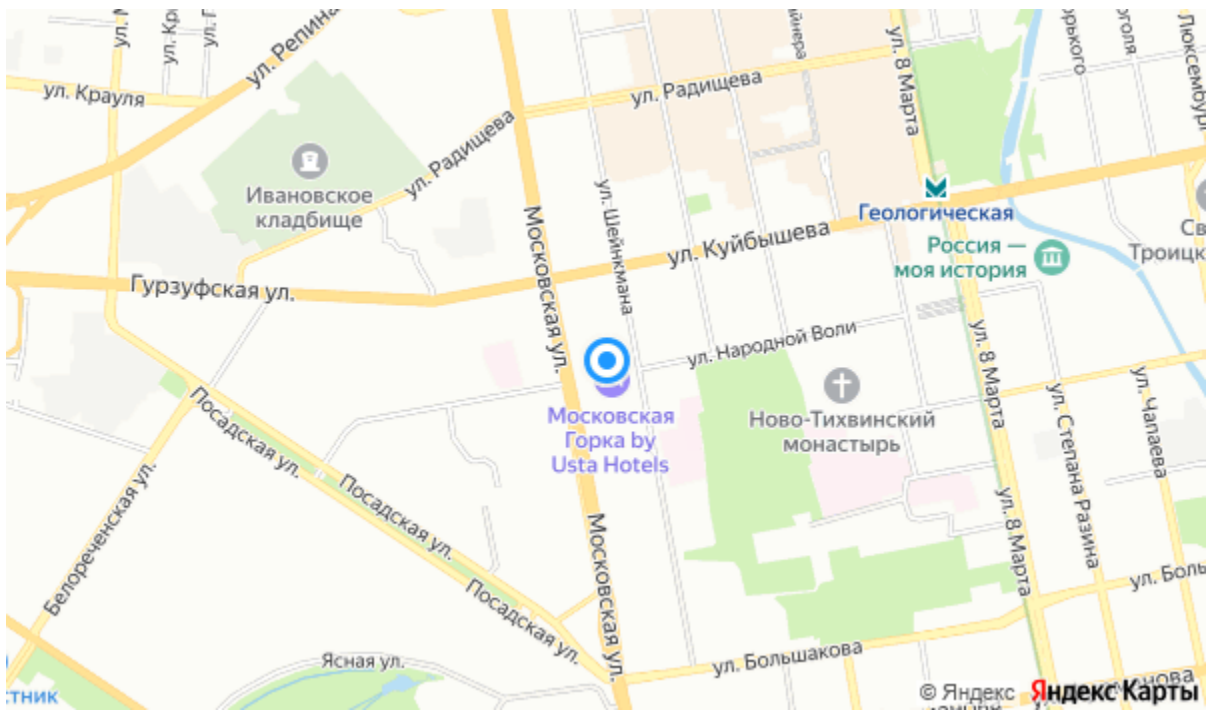 ул. Репина
ул. Крауля
ул. Радищева
ул. 8 Марта
ул. Радищева
Ивановское
кладбище
ул. Шейнкмана
Геологическая
Московская ул.
ул. Куйбышева
Россия —
моя история
Гурзуфская ул.
ул. Народной Воли
ул. 8 Марта
Посадская ул.
Московская
Горка by
Usta Hotels
Ново-Тихвинский
монастырь
ул. Степана Разина
ул. Чапаева
Белореченская ул.
Посадская ул.
Московская ул.
ул. 8 Марта
Посадская ул.
Ясная ул.
ул. Большакова
© Яндекс Яндекс Карты